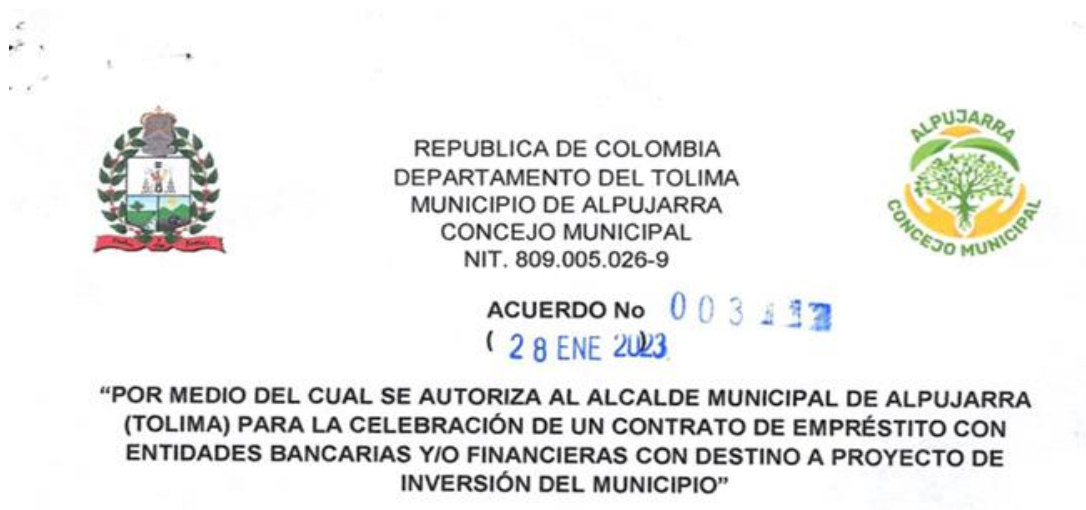 REPUBLICA DE COLOMBIA
DEPARTAMENTO DEL TOLIMA
MUNICIPIO DE ALPUJARRA
CONCEJO MUNICIPAL
NIT. 809.005.026-9
ALPUJARRA
CONCEJO MUNICIPAL
ACUERDO No 003
( 28 ENE 2023 )
“POR MEDIO DEL CUAL SE AUTORIZA AL ALCALDE MUNICIPAL DE ALPUJARRA
(TOLIMA) PARA LA CELEBRACIÓN DE UN CONTRATO DE EMPRÉSTITO CON
ENTIDADES BANCARIAS Y/O FINANCIERAS CON DESTINO A PROYECTO DE
INVERSIÓN DEL MUNICIPIO”